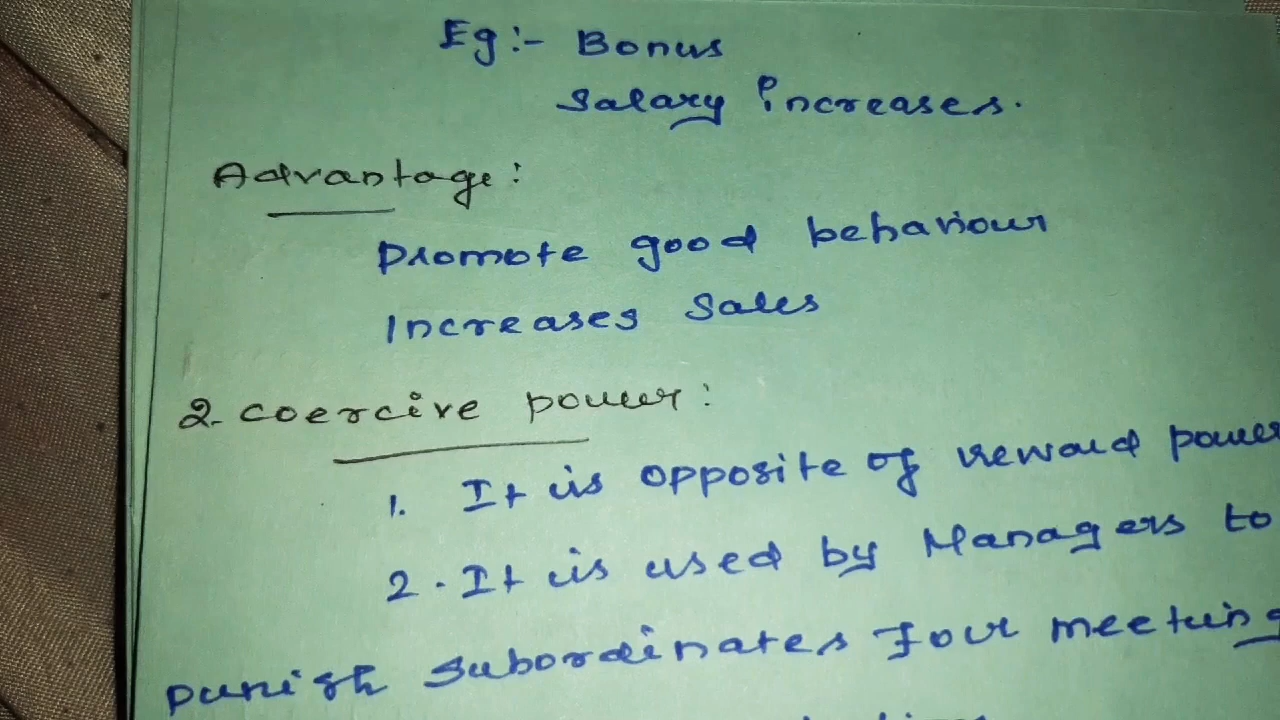 Eg :- Bonus
Salary Increases.
Advantage :
Promote good behaviour
Increases Sales
2. Coercive power :
1. It is opposite of reward power
2. It is used by Managers to
punish subordinates four meeting